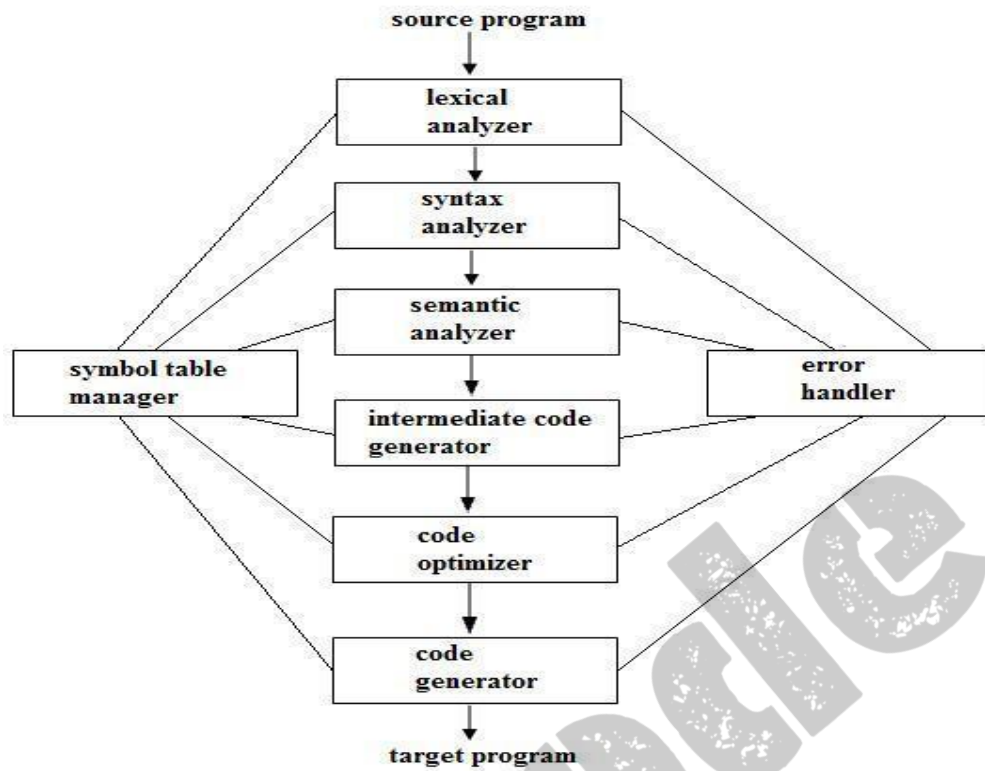 source program
lexical
analyzer
syntax
analyzer
semantic
analyzer
symbol table
manager
error
handler
intermediate code
generator
code
optimizer
code
generator
target program